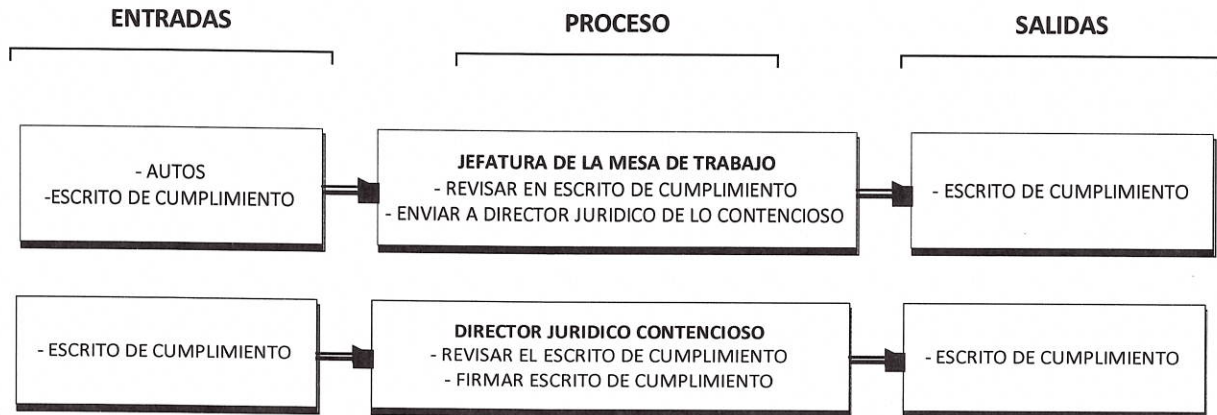 ENTRADAS
PROCESO
SALIDAS
- AUTOS
-ESCRITO DE CUMPLIMIENTO
JEFATURA DE LA MESA DE TRABAJO
- REVISAR EN ESCRITO DE CUMPLIMIENTO
- ENVIAR A DIRECTOR JURIDICO DE LO CONTENCIOSO
- ESCRITO DE CUMPLIMIENTO
- ESCRITO DE CUMPLIMIENTO
DIRECTOR JURIDICO CONTENCIOSO
- REVISAR EL ESCRITO DE CUMPLIMIENTO
- FIRMAR ESCRITO DE CUMPLIMIENTO
- ESCRITO DE CUMPLIMIENTO